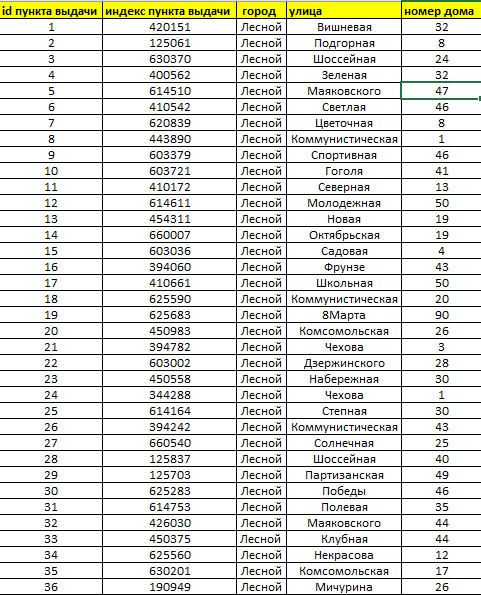 id пункта выдачи индекс пункта выдачи город улица номер дома
1 420151 Лесной Вишневая 32
2 125061 Лесной Подгорная 8
3 630370 Лесной Шоссейная 24
4 400562 Лесной Зеленая 32
5 614510 Лесной Маяковского 47
6 410542 Лесной Светлая 46
7 620839 Лесной Цветочная 8
8 443890 Лесной Коммунистическая 1
9 603379 Лесной Спортивная 46
10 603721 Лесной Гоголя 41
11 410172 Лесной Северная 13
12 614611 Лесной Молодежная 50
13 454311 Лесной Новая 19
14 660007 Лесной Октябрьская 19
15 603036 Лесной Садовая 4
16 394060 Лесной Фрунзе 43
17 410661 Лесной Школьная 50
18 625590 Лесной Коммунистическая 20
19 625683 Лесной 8Марта 90
20 450983 Лесной Комсомольская 26
21 394782 Лесной Чехова 3
22 603002 Лесной Дзержинского 28
23 450558 Лесной Набережная 30
24 344288 Лесной Чехова 1
25 614164 Лесной Степная 30
26 394242 Лесной Коммунистическая 43
27 660540 Лесной Солнечная 25
28 125837 Лесной Шоссейная 40
29 125703 Лесной Партизанская 49
30 625283 Лесной Победы 46
31 614753 Лесной Полевая 35
32 426030 Лесной Маяковского 44
33 450375 Лесной Клубная 44
34 625560 Лесной Некрасова 12
35 630201 Лесной Комсомольская 17
36 190949 Лесной Мичурина 26